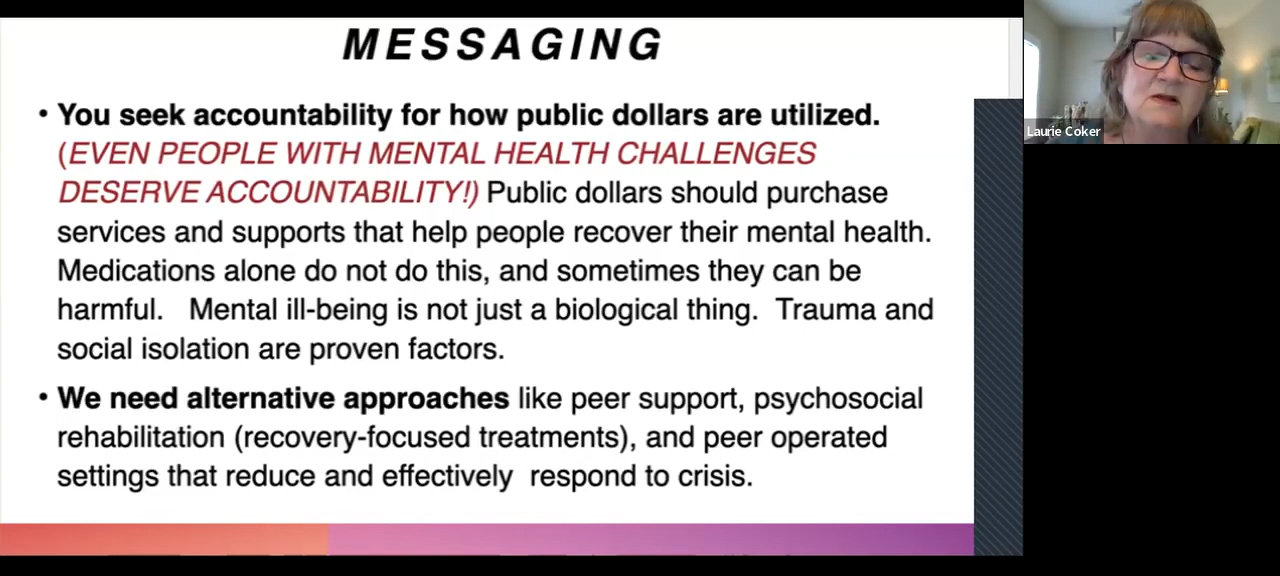 MESSAGING
• You seek accountability for how public dollars are utilized.
(EVEN PEOPLE WITH MENTAL HEALTH CHALLENGES
DESERVE ACCOUNTABILITY!) Public dollars should purchase
services and supports that help people recover their mental health.
Medications alone do not do this, and sometimes they can be
harmful. Mental ill-being is not just a biological thing. Trauma and
social isolation are proven factors.
• We need alternative approaches like peer support, psychosocial
rehabilitation (recovery-focused treatments), and peer operated
settings that reduce and effectively respond to crisis.
Laurie Coker